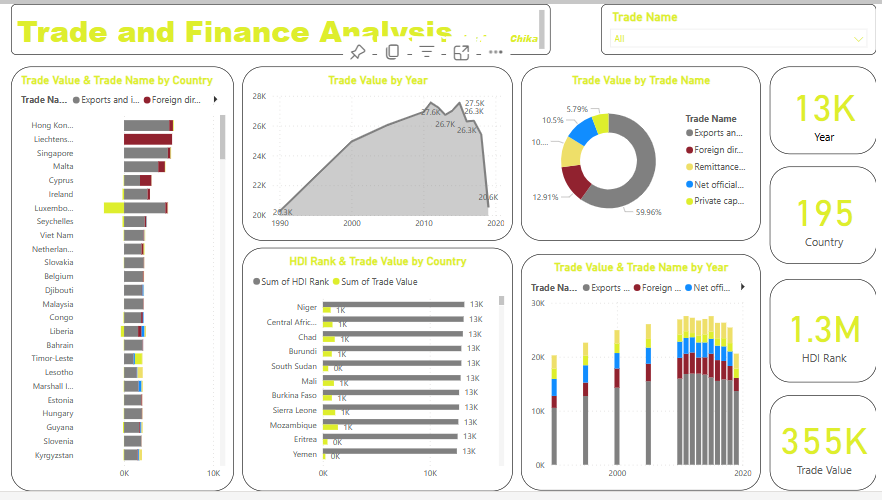 Trade and Finance Analysis
Chika
Trade Name
All
Trade Value & Trade Name by Country
Trade Na... Exports and i... Foreign dir...
Hong Kon...
Liechtens...
Singapore
Malta
Cyprus
Ireland
Luxembo...
Seychelles
Viet Nam
Netherlan...
Slovakia
Belgium
Djibouti
Malaysia
Congo
Liberia
Bahrain
Timor-Leste
Lesotho
Marshall I...
Estonia
Hungary
Guyana
Slovenia
Kyrgyzstan
0K 10K
Trade Value by Year
28K
26K
24K
22K
20K
20.3K
27.6K
26.7K
27.5K
26.3K
26.3K
20.6K
1990 2000 2010 2020
HDI Rank & Trade Value by Country
Sum of HDI Rank Sum of Trade Value
Niger 13K
1K
Central Afric... 13K
1K
Chad 13K
1K
Burundi 13K
1K
South Sudan 13K
0K
Mali 13K
1K
Burkina Faso 13K
1K
Sierra Leone 13K
1K
Mozambique 13K
1K
Eritrea 13K
0K
Yemen 13K
0K
0K 10K
Trade Value by Trade Name
5.79%
10.5%
10....
12.91%
59.96%
Trade Name
Exports an...
Foreign dir...
Remittance...
Net official...
Private cap...
Trade Value & Trade Name by Year
Trade Na... Exports ... Foreign ... Net offi...
30K
20K
10K
0K
2000 2020
13K
Year
195
Country
1.3M
HDI Rank
355K
Trade Value